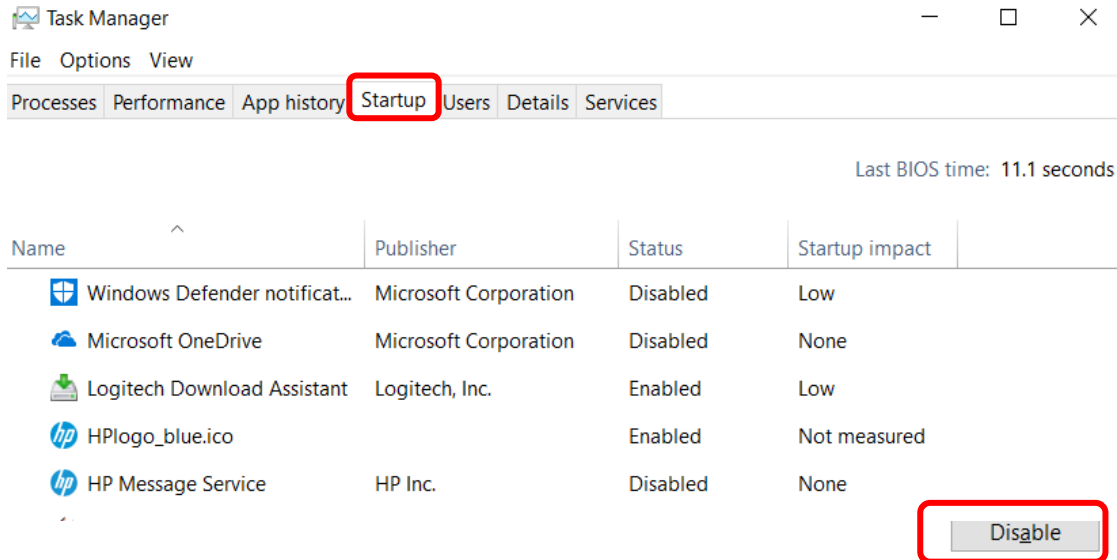 Task Manager
File Options View
Processes Performance App history Startup Users Details Services
Last BIOS time: 11.1 seconds
Name Publisher Status Startup impact
Windows Defender notificat... Microsoft Corporation Disabled Low
Microsoft OneDrive Microsoft Corporation Disabled None
Logitech Download Assistant Logitech, Inc. Enabled Low
HPlogo_blue.ico Enabled Not measured
HP Message Service HP Inc. Disabled None
Disable